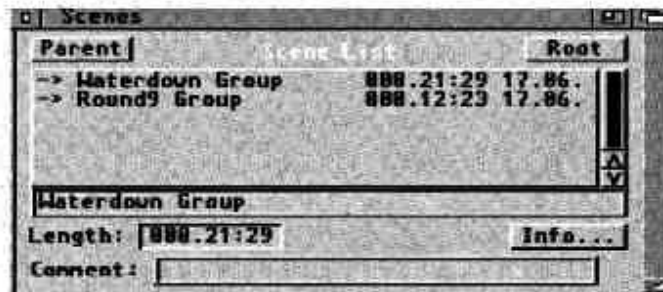 Scenes
Parent Scene List Root
-> Waterdown Group 000.21:29 17.06.
-> Round9 Group 000.12:23 17.06.
Waterdown Group
Length: 000.21:29 Info...
Comment: